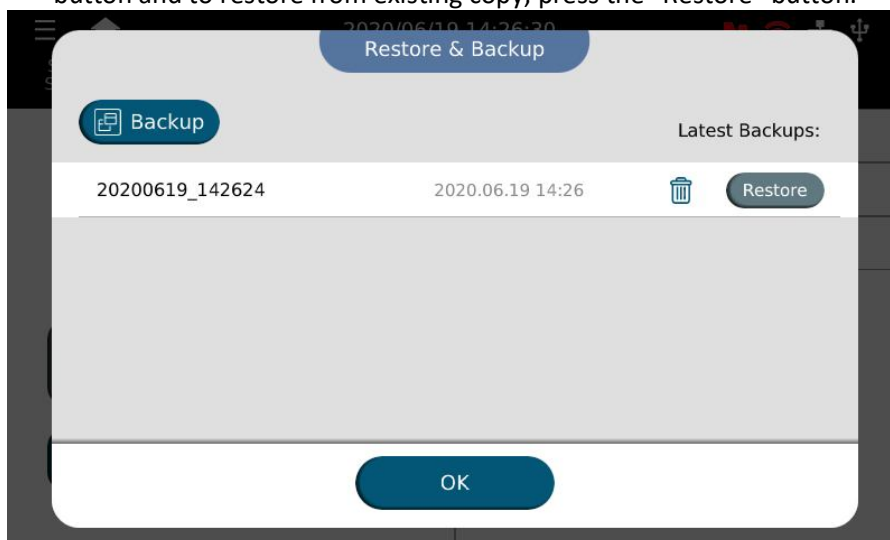 button and to restore from existing copy, press the "Restore" button.
2020/06/19 14:26:30
Restore & Backup
Backup
Latest Backups:
20200619_142624 2020.06.19 14:26 Restore
OK